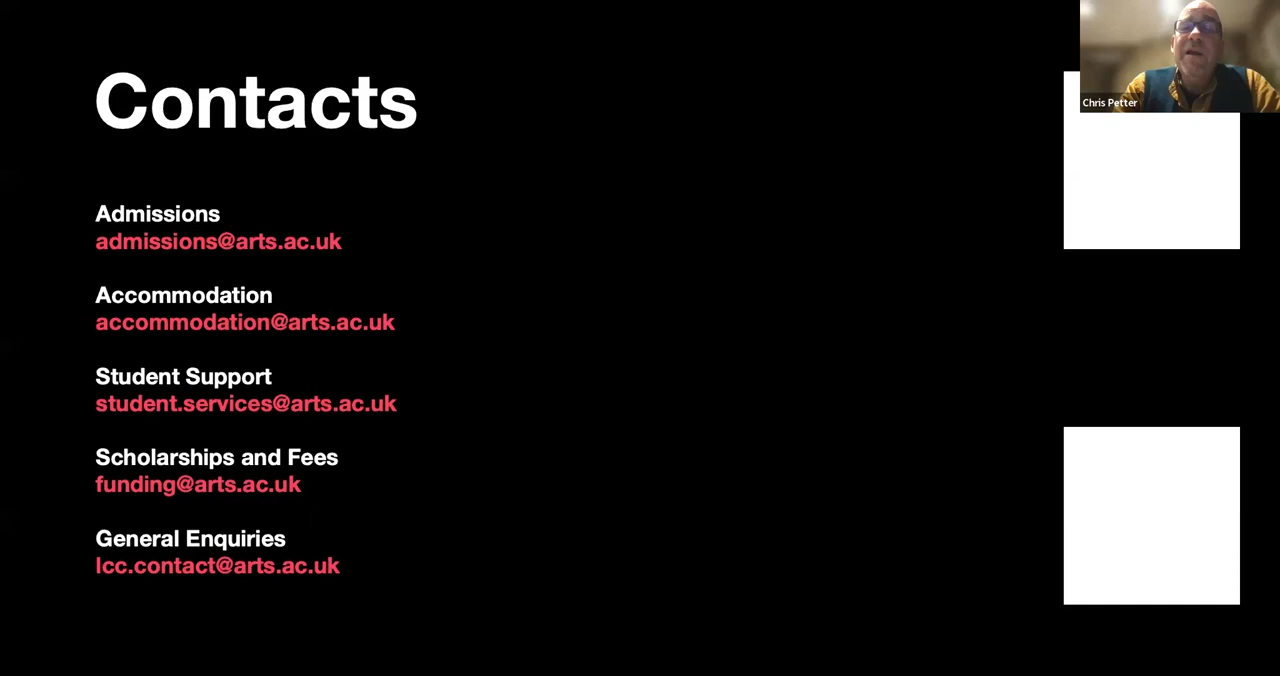 Contacts
Chris Petter
Admissions
admissions@arts.ac.uk
Accommodation
accommodation@arts.ac.uk
Student Support
student.services@arts.ac.uk
Scholarships and Fees
funding@arts.ac.uk
General Enquiries
lcc.contact@arts.ac.uk